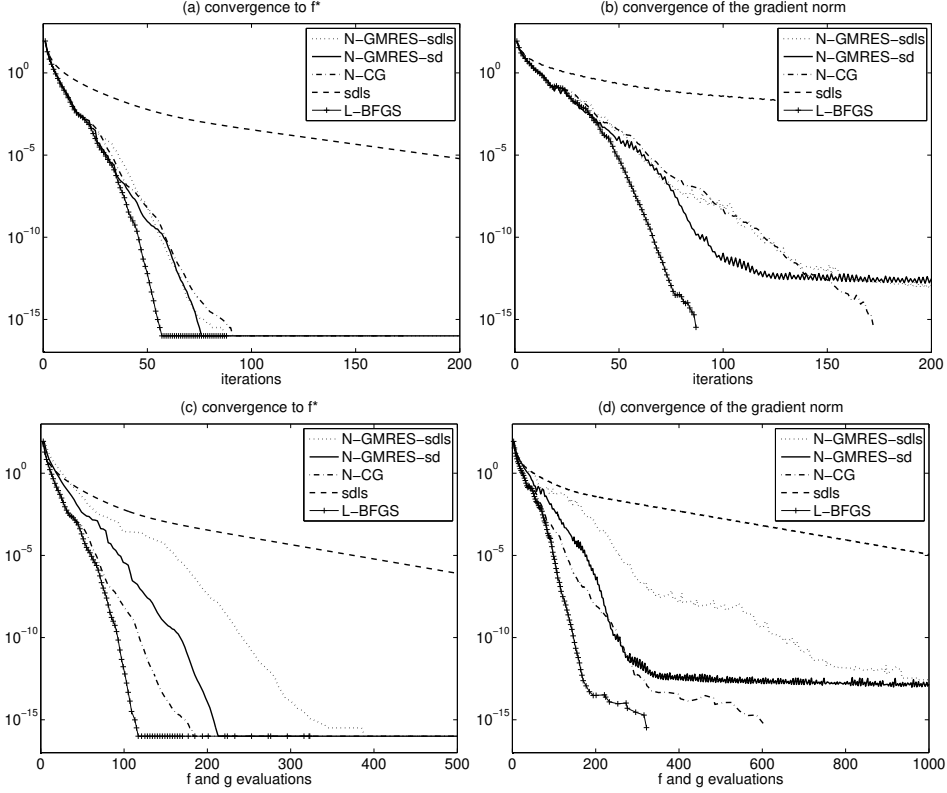 (a) convergence to f*
10^0
10^-5
10^-10
10^-15
0 50 100 150 200
iterations
N-GMRES-sdls
N-GMRES-sd
N-CG
sdls
L-BFGS
(b) convergence of the gradient norm
10^0
10^-5
10^-10
10^-15
0 50 100 150 200
iterations
N-GMRES-sdls
N-GMRES-sd
N-CG
sdls
L-BFGS
(c) convergence to f*
10^0
10^-5
10^-10
10^-15
0 100 200 300 400 500
f and g evaluations
N-GMRES-sdls
N-GMRES-sd
N-CG
sdls
L-BFGS
(d) convergence of the gradient norm
10^0
10^-5
10^-10
10^-15
0 200 400 600 800 1000
f and g evaluations
N-GMRES-sdls
N-GMRES-sd
N-CG
sdls
L-BFGS